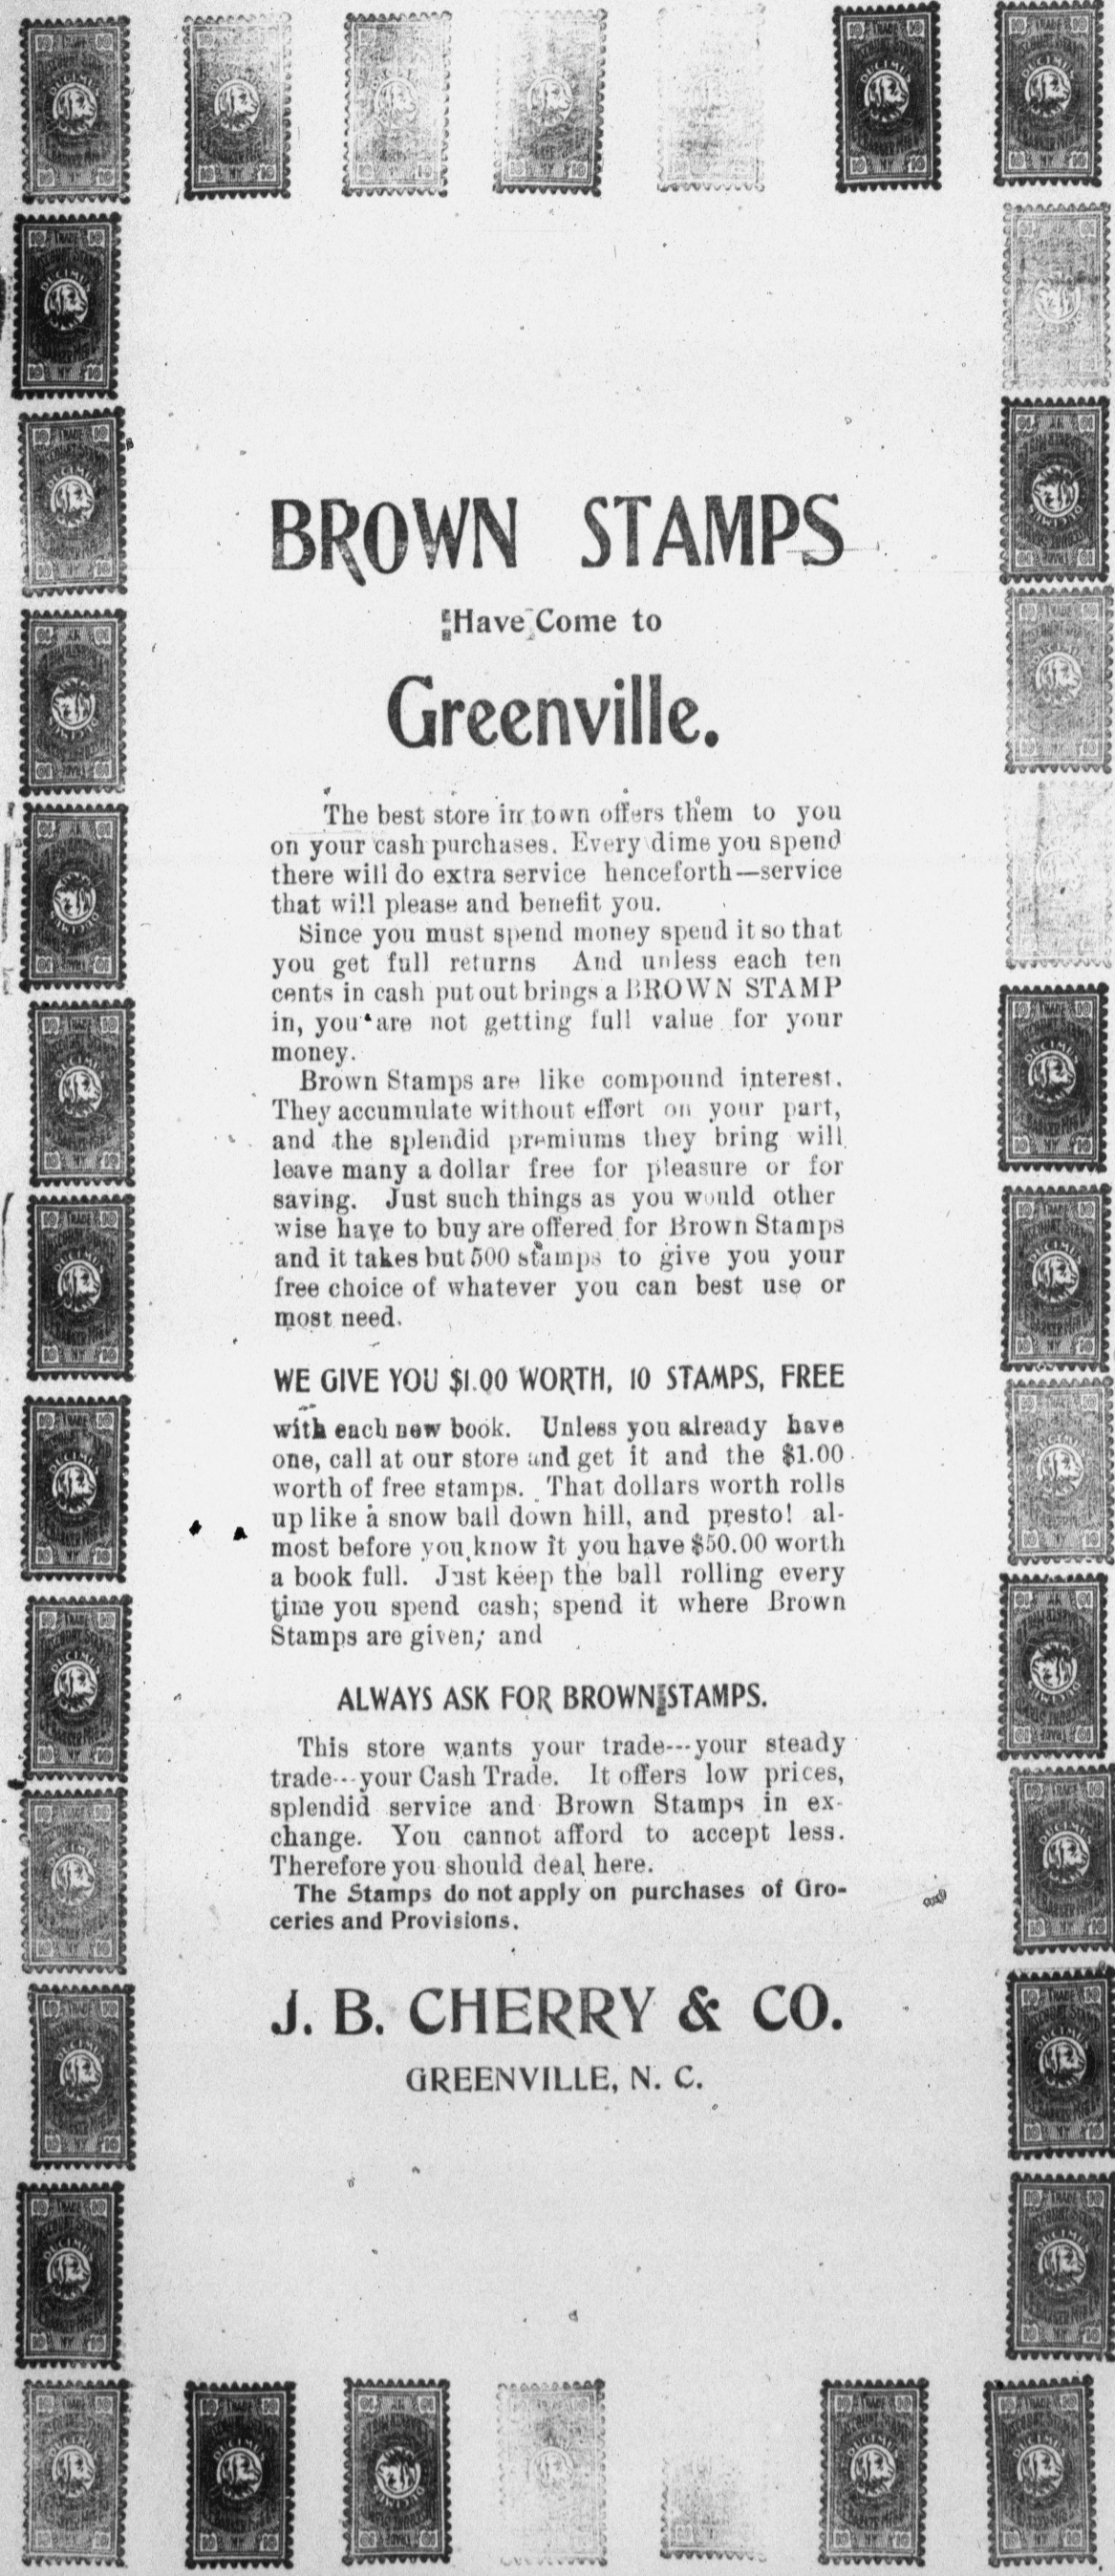 BROWN STAMPS
Have Come to
Greenville.
The best store in town offers them to you
on your cash purchases. Every dime you spend
there will do extra service henceforth—service
that will please and benefit you.
Since you must spend money spend it so that
you get full returns And unless each ten
cents in cash put out brings a BROWN STAMP
in, you are not getting full value for your
money.
Brown Stamps are like compound interest.
They accumulate without effort on your part,
and the splendid premiums they bring will
leave many a dollar free for pleasure or for
saving. Just such things as you would other
wise have to buy are offered for Brown Stamps
and it takes but 500 stamps to give you your
free choice of whatever you can best use or
most need.
WE GIVE YOU $1.00 WORTH, 10 STAMPS, FREE
with each new book. Unless you already have
one, call at our store and get it and the $1.00
worth of free stamps. That dollars worth rolls
up like a snow ball down hill, and presto! al-
most before you know it you have $50.00 worth
a book full. Just keep the ball rolling every
time you spend cash; spend it where Brown
Stamps are given; and
ALWAYS ASK FOR BROWN STAMPS.
This store wants your trade---your steady
trade---your Cash Trade. It offers low prices,
splendid service and Brown Stamps in ex-
change. You cannot afford to accept less.
Therefore you should deal here.
The Stamps do not apply on purchases of Gro-
ceries and Provisions.
J. B. CHERRY & CO.
GREENVILLE, N. C.